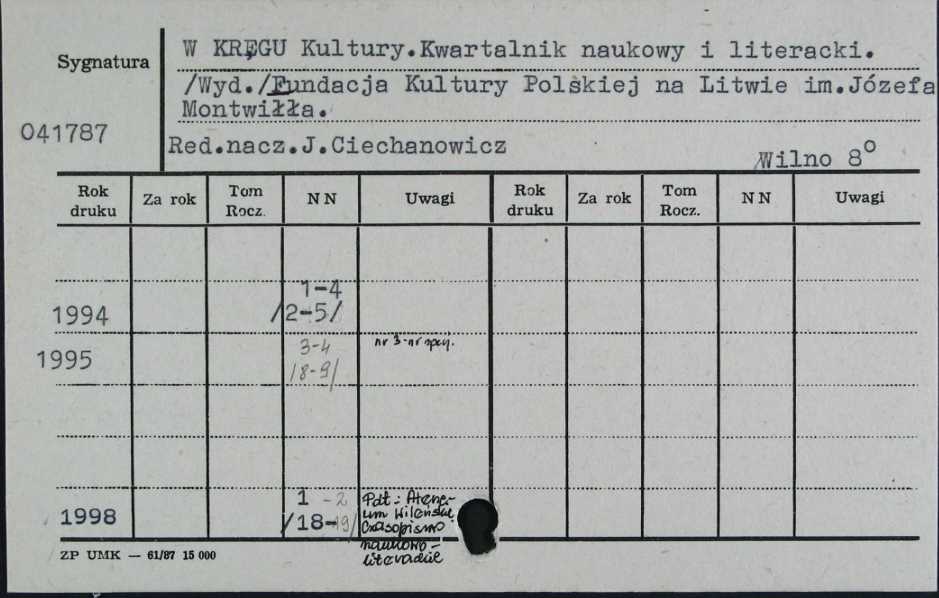 W KRĘGU Kultury.Kwartalnik naukowy i literacki.
Sygnatura
/Wyd./Fundacja Kultury Polskiej na Litwie im.Józefa
Montwiłła.
041787
Red.nacz.J.Ciechanowicz
Wilno 8°
Rok druku Za rok Tom Rocz. NN Uwagi Rok druku Za rok Tom Rocz. NN Uwagi
1-4
1994 /2-5/
1995 3-4 nr 3-nr spec.
/8-9/
1 -2 Pdt: Atene-
um Wileńskie
1998 /18-19/ Czasopismo
naukowo-
literackie
ZP UMK — 61/87 15 000